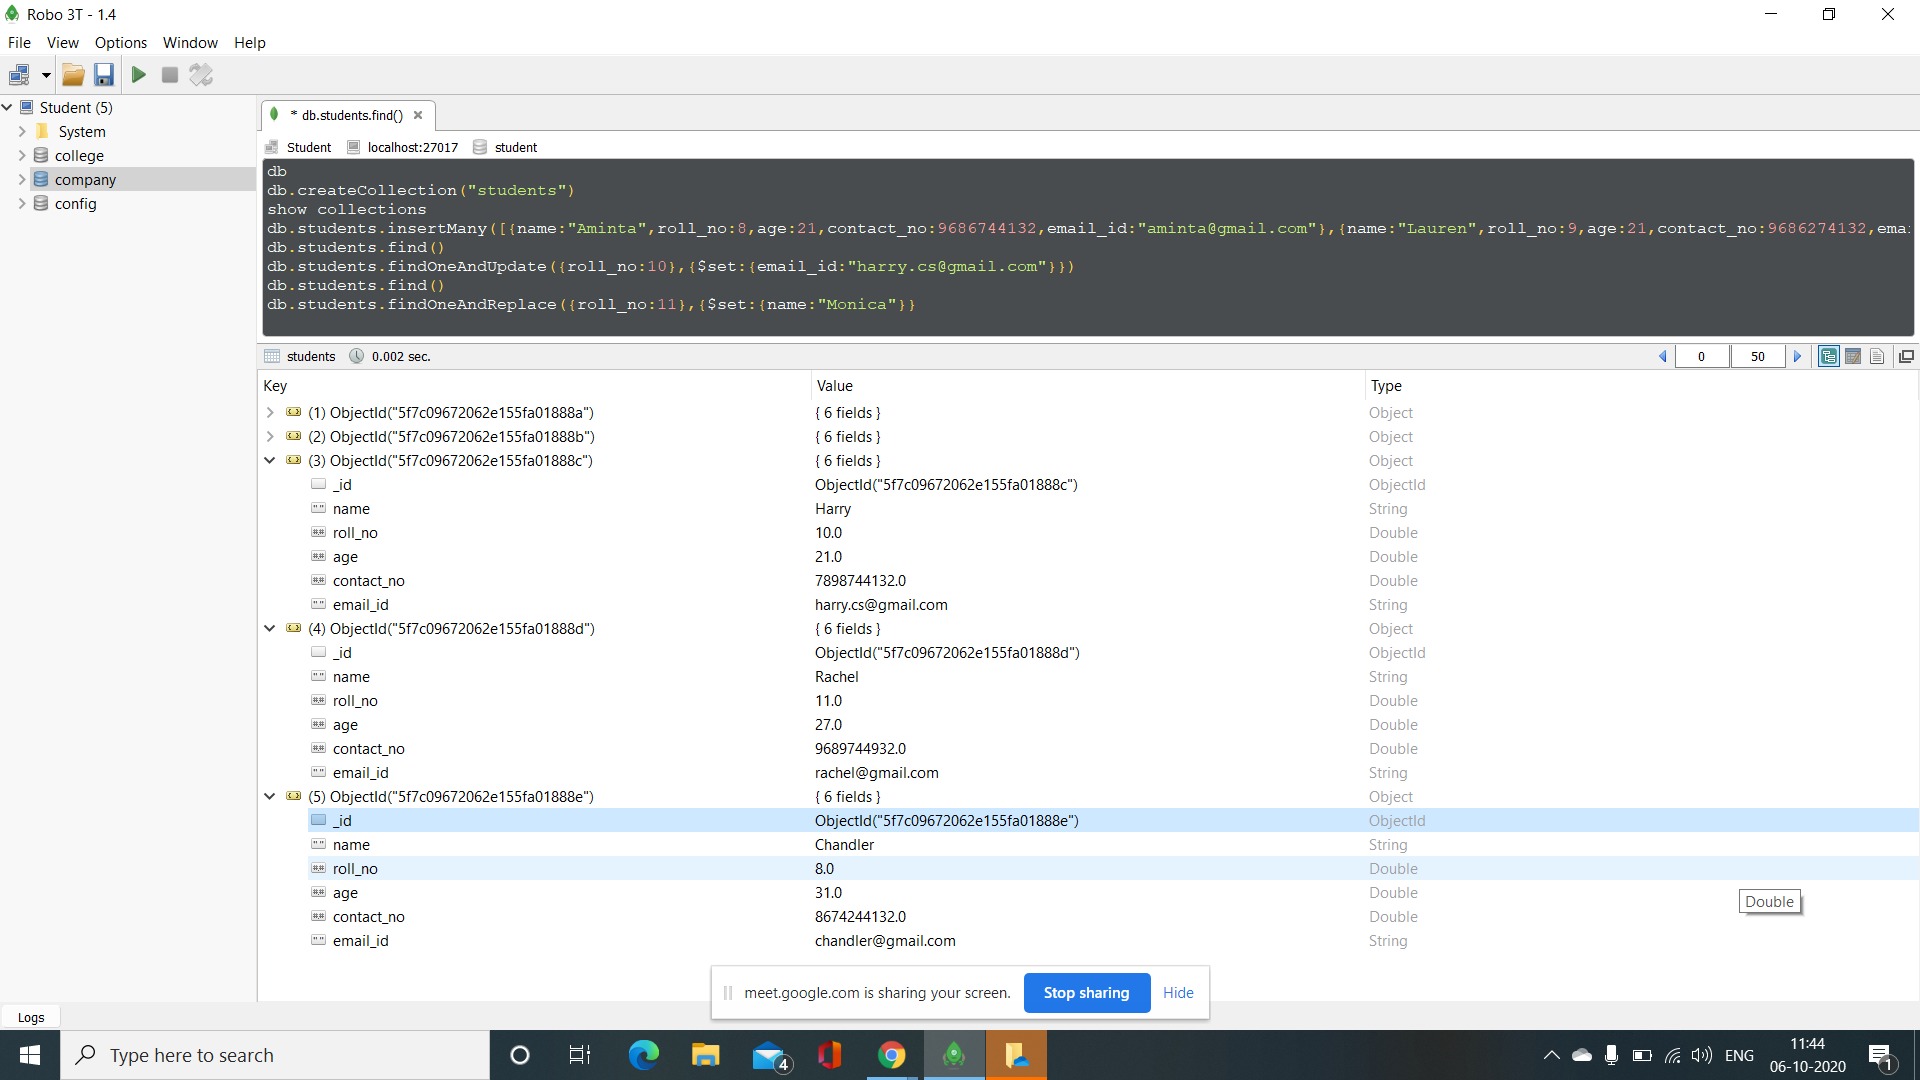 Robo 3T - 1.4
File View Options Window Help
Student (5)
System
college
company
config
* db.students.find()
Student localhost:27017 student
db
db.createCollection("students")
show collections
db.students.insertMany([{name:"Aminta",roll_no:8,age:21,contact_no:9686744132,email_id:"aminta@gmail.com"},{name:"Lauren",roll_no:9,age:21,contact_no:9686274132,emai
db.students.find()
db.students.findOneAndUpdate({roll_no:10},{$set:{email_id:"harry.cs@gmail.com"}})
db.students.find()
db.students.findOneAndReplace({roll_no:11},{$set:{name:"Monica"}}
students 0.002 sec. 0 50
Key Value Type
(1) ObjectId("5f7c09672062e155fa01888a") { 6 fields } Object
(2) ObjectId("5f7c09672062e155fa01888b") { 6 fields } Object
(3) ObjectId("5f7c09672062e155fa01888c") { 6 fields } Object
_id ObjectId("5f7c09672062e155fa01888c") ObjectId
name Harry String
roll_no 10.0 Double
age 21.0 Double
contact_no 7898744132.0 Double
email_id harry.cs@gmail.com String
(4) ObjectId("5f7c09672062e155fa01888d") { 6 fields } Object
_id ObjectId("5f7c09672062e155fa01888d") ObjectId
name Rachel String
roll_no 11.0 Double
age 27.0 Double
contact_no 9689744932.0 Double
email_id rachel@gmail.com String
(5) ObjectId("5f7c09672062e155fa01888e") { 6 fields } Object
_id ObjectId("5f7c09672062e155fa01888e") ObjectId
name Chandler String
roll_no 8.0 Double
age 31.0 Double
Double
contact_no 8674244132.0 Double
email_id chandler@gmail.com String
meet.google.com is sharing your screen. Stop sharing Hide
Logs
Type here to search
4
ENG
11:44
06-10-2020
1